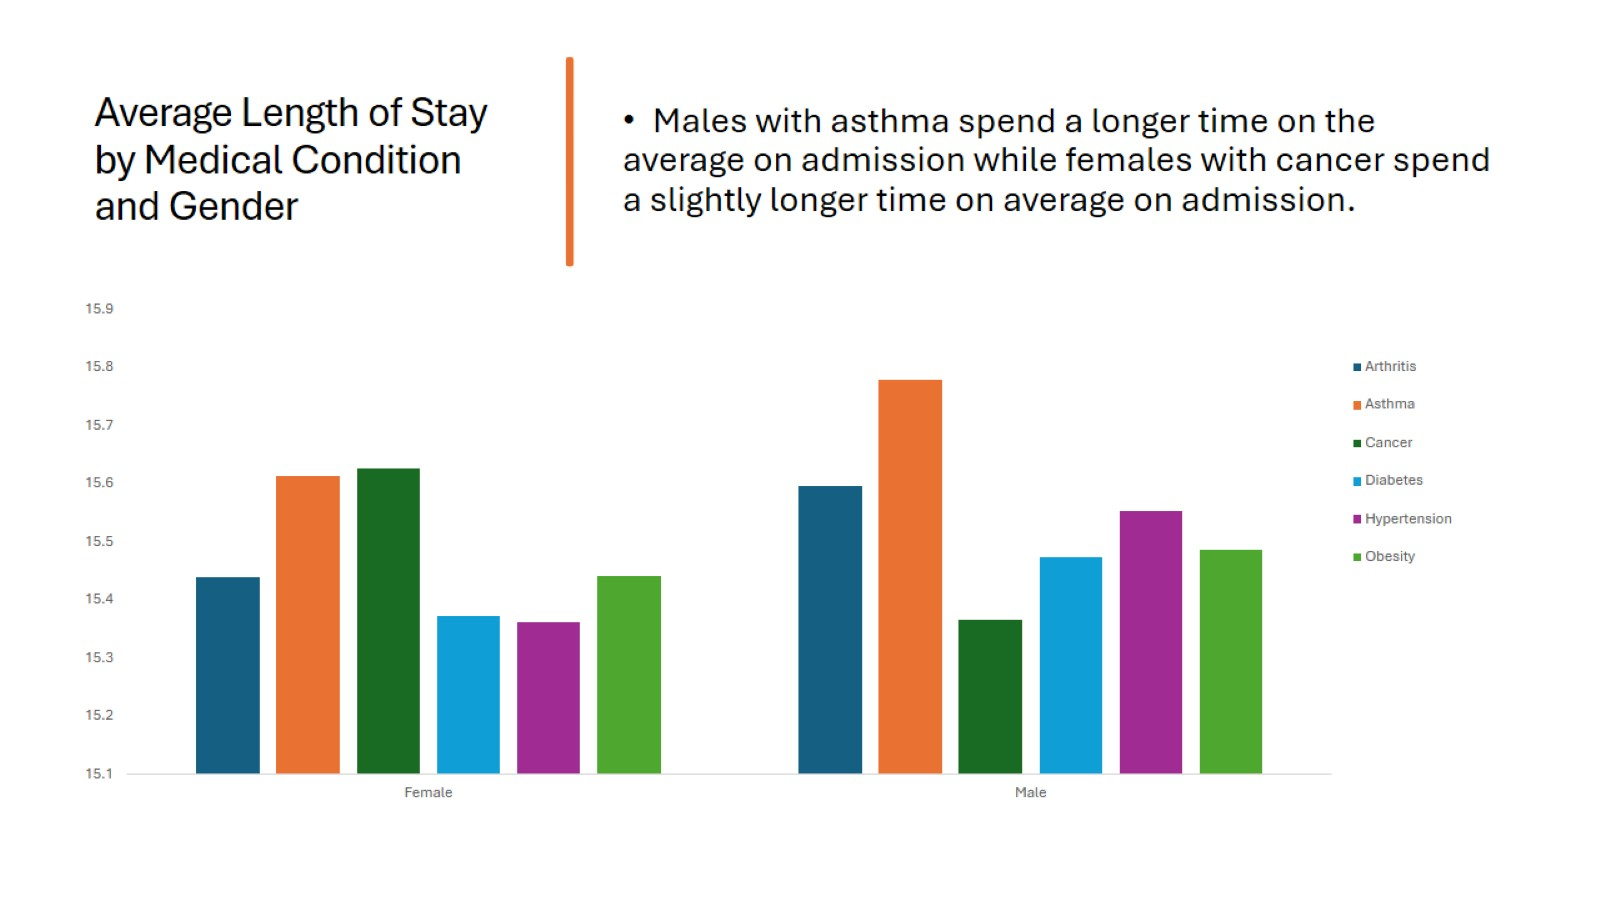 Average Length of Stay
by Medical Condition
and Gender
• Males with asthma spend a longer time on the
average on admission while females with cancer spend
a slightly longer time on average on admission.
15.9
15.8
15.7
15.6
15.5
15.4
15.3
15.2
15.1
Female
Male
Arthritis
Asthma
Cancer
Diabetes
Hypertension
Obesity